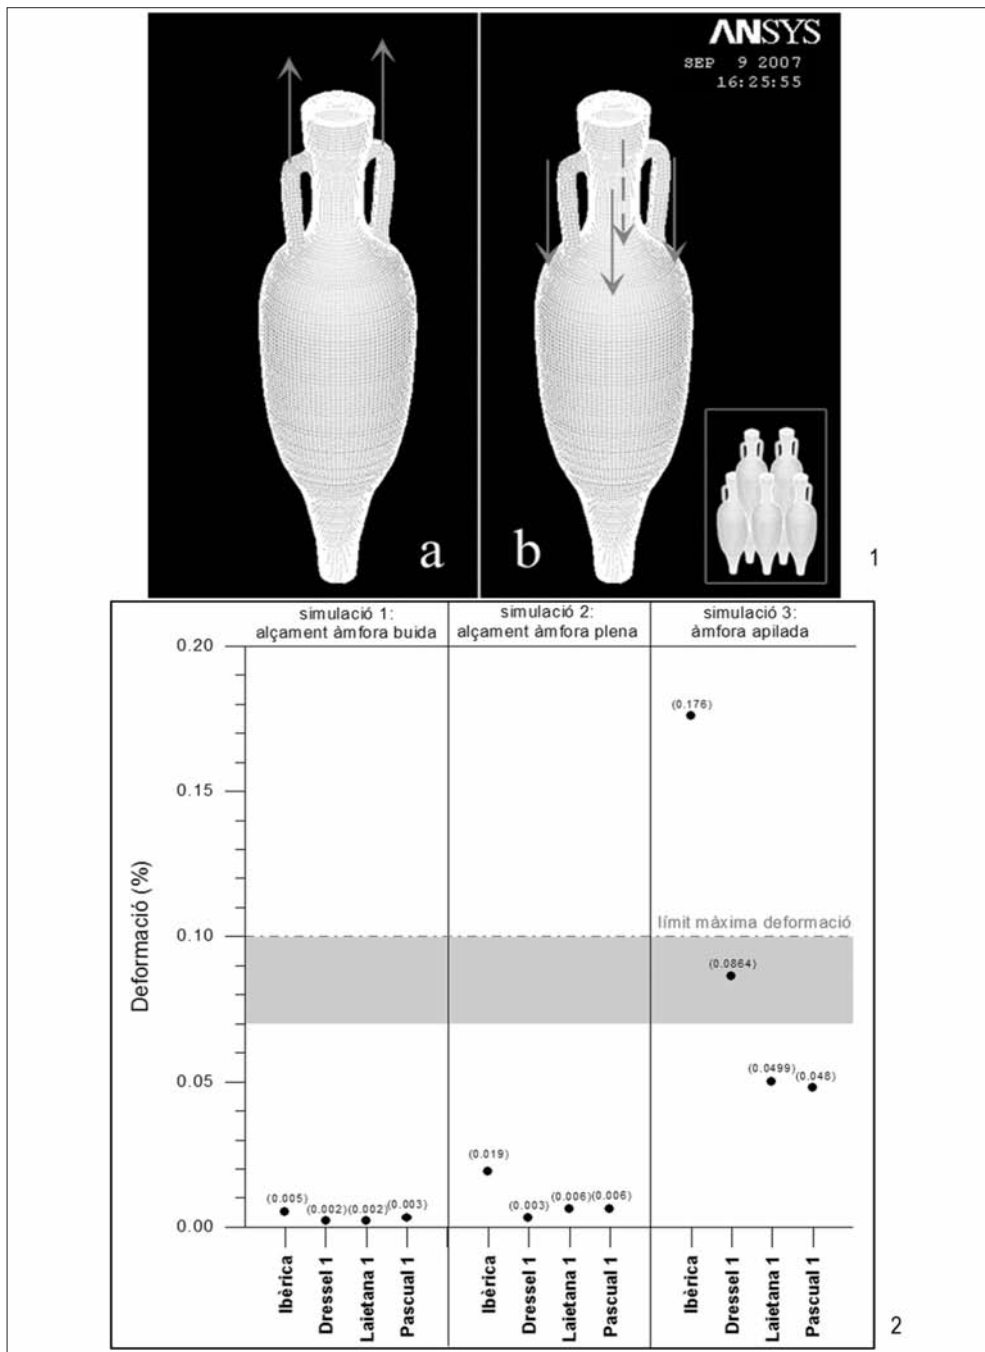 ANSYS
SEP 9 2007
16:25:55
a
b
1
simulació 1:
alçament àmfora buida
simulació 2:
alçament àmfora plena
simulació 3:
àmfora apilada
Deformació (%)
0.20
0.15
0.10
0.05
0.00
límit màxima deformació
(0.005)
(0.002)
(0.002)
(0.003)
(0.019)
(0.003)
(0.006)
(0.006)
(0.176)
(0.0864)
(0.0499)
(0.048)
Ibèrica
Dressel 1
Laietana 1
Pascual 1
Ibèrica
Dressel 1
Laietana 1
Pascual 1
Ibèrica
Dressel 1
Laietana 1
Pascual 1
2